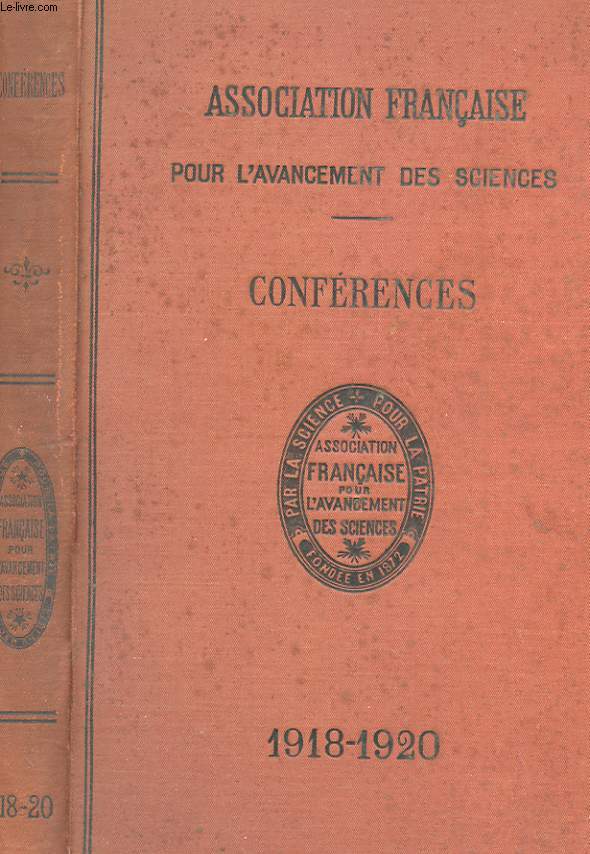 Le-livre.com
CONFÉRENCES
ASSOCIATION
FRANÇAISE
POUR
L'AVANCEMENT
DES SCIENCES
18-20
ASSOCIATION FRANÇAISE
POUR L'AVANCEMENT DES SCIENCES
CONFÉRENCES
PAR LA SCIENCE + POUR LA PATRIE
ASSOCIATION
FRANÇAISE
POUR
L'AVANCEMENT
DES SCIENCES
FONDÉE EN 1872
1918-1920